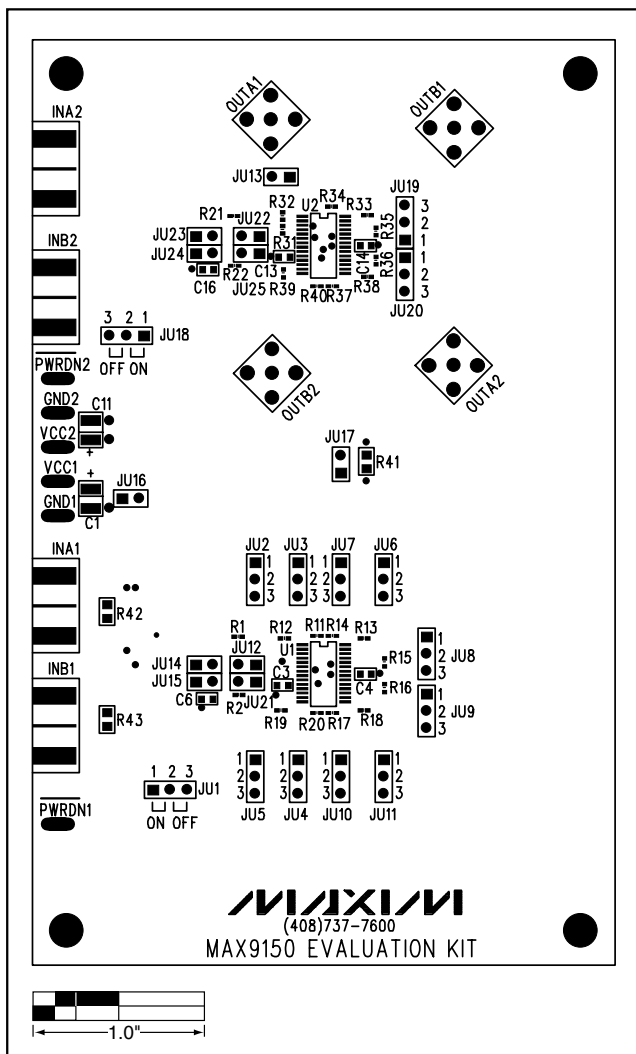 OUTA1
OUTB1
INA2
JU13
R32
U2
R34
R33
JU19
R21
JU22
R35
3
2
1
JU23
JU24
R31
C14
R36
1
2
3
C16
R22
C13
JU25
R39
R40
R37
R38
JU20
INB2
3 2 1
JU18
OFF ON
PWRDN2
GND2
C11
VCC2
+
OUTB2
OUTA2
JU17
R41
VCC1
+
JU16
GND1
C1
JU2
JU3
JU7
JU6
1
2
3
1
2
3
1
2
3
1
2
3
INA1
R42
R1
R12
R11
R14
R13
JU14
JU12
U1
R15
1
2
3
JU8
JU15
C3
C4
R16
1
2
3
JU9
C6
R2
JU21
R19
R20
R17
R18
INB1
R43
1 2 3
JU1
ON OFF
1
2
3
1
2
3
1
2
3
1
2
3
JU5
JU4
JU10
JU11
PWRDN1
MAXIM
(408)737-7600
MAX9150 EVALUATION KIT
1.0"